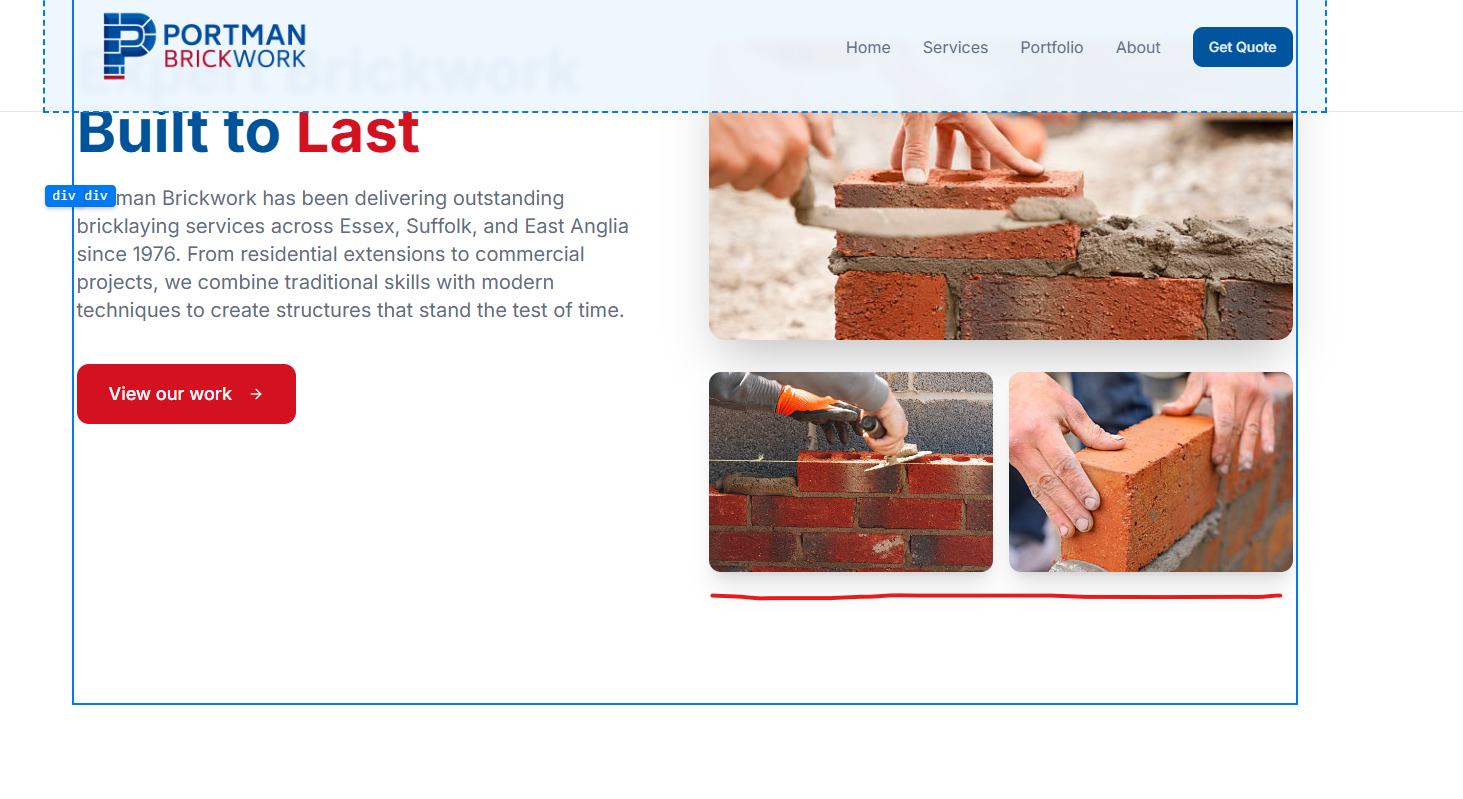 PORTMAN
BRICKWORK
Home
Services
Portfolio
About
Get Quote
Expert Brickwork
Built to Last
div div
man Brickwork has been delivering outstanding
bricklaying services across Essex, Suffolk, and East Anglia
since 1976. From residential extensions to commercial
projects, we combine traditional skills with modern
techniques to create structures that stand the test of time.
View our work